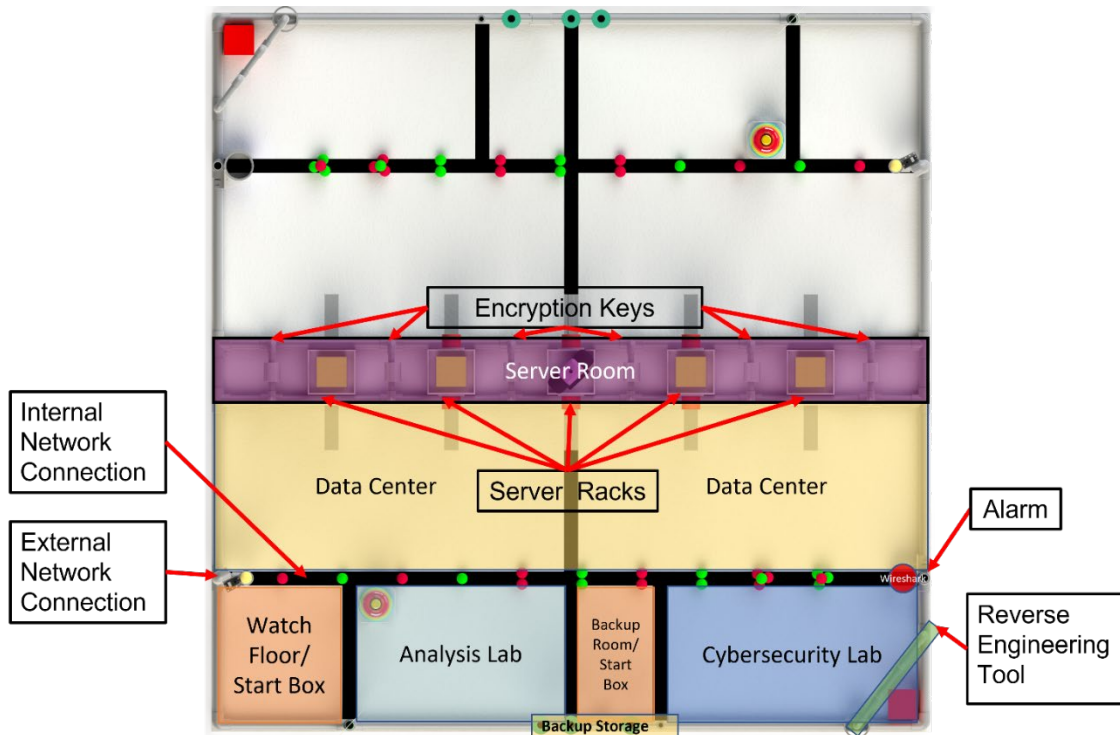 Encryption Keys
Server Room
Internal
Network
Connection
Data Center
Server Racks
Data Center
Alarm
External
Network
Connection
Wireshark
Watch
Floor/
Start Box
Analysis Lab
Backup
Room/
Start
Box
Cybersecurity Lab
Reverse
Engineering
Tool
Backup Storage